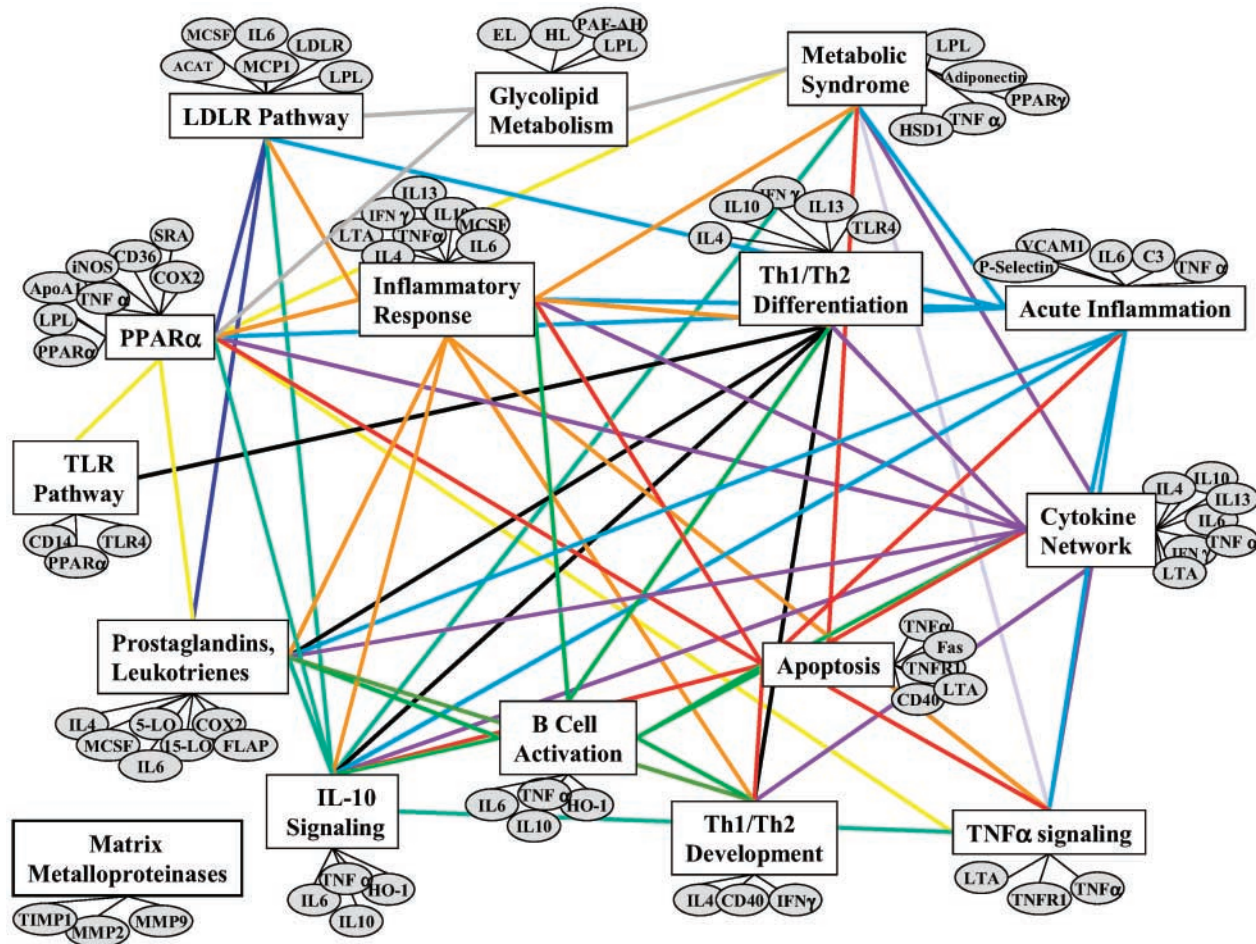 MCSF
IL6
LDLR
ACAT
MCP1
LPL
LDLR Pathway
EL
HL
PAF-AH
LPL
Glycolipid
Metabolism
Metabolic
Syndrome
LPL
Adiponectin
PPARγ
TNF α
HSD1
IL13
IFN γ
IL10
MCSF
LTA
TNFα
IL4
IL6
Inflammatory
Response
IFN γ
IL10
IL13
IL4
TLR4
Th1/Th2
Differentiation
VCAM1
P-Selectin
IL6
C3
TNF α
Acute Inflammation
SRA
CD36
iNOS
COX2
ApoA1
TNF α
LPL
PPARα
PPARα
TLR
Pathway
CD14
TLR4
PPARα
IL4
IL10
IL13
IL6
TNF α
IFN γ
LTA
Cytokine
Network
Prostaglandins,
Leukotrienes
IL4
5-LO
COX2
MCSF
15-LO
FLAP
IL6
Apoptosis
TNFα
Fas
TNFR1
LTA
CD40
B Cell
Activation
IL6
TNF α
HO-1
IL10
IL-10
Signaling
TNF α
HO-1
IL6
IL10
Th1/Th2
Development
IL4
CD40
IFNγ
TNFα signaling
LTA
TNFR1
TNFα
Matrix
Metalloproteinases
TIMP1
MMP2
MMP9